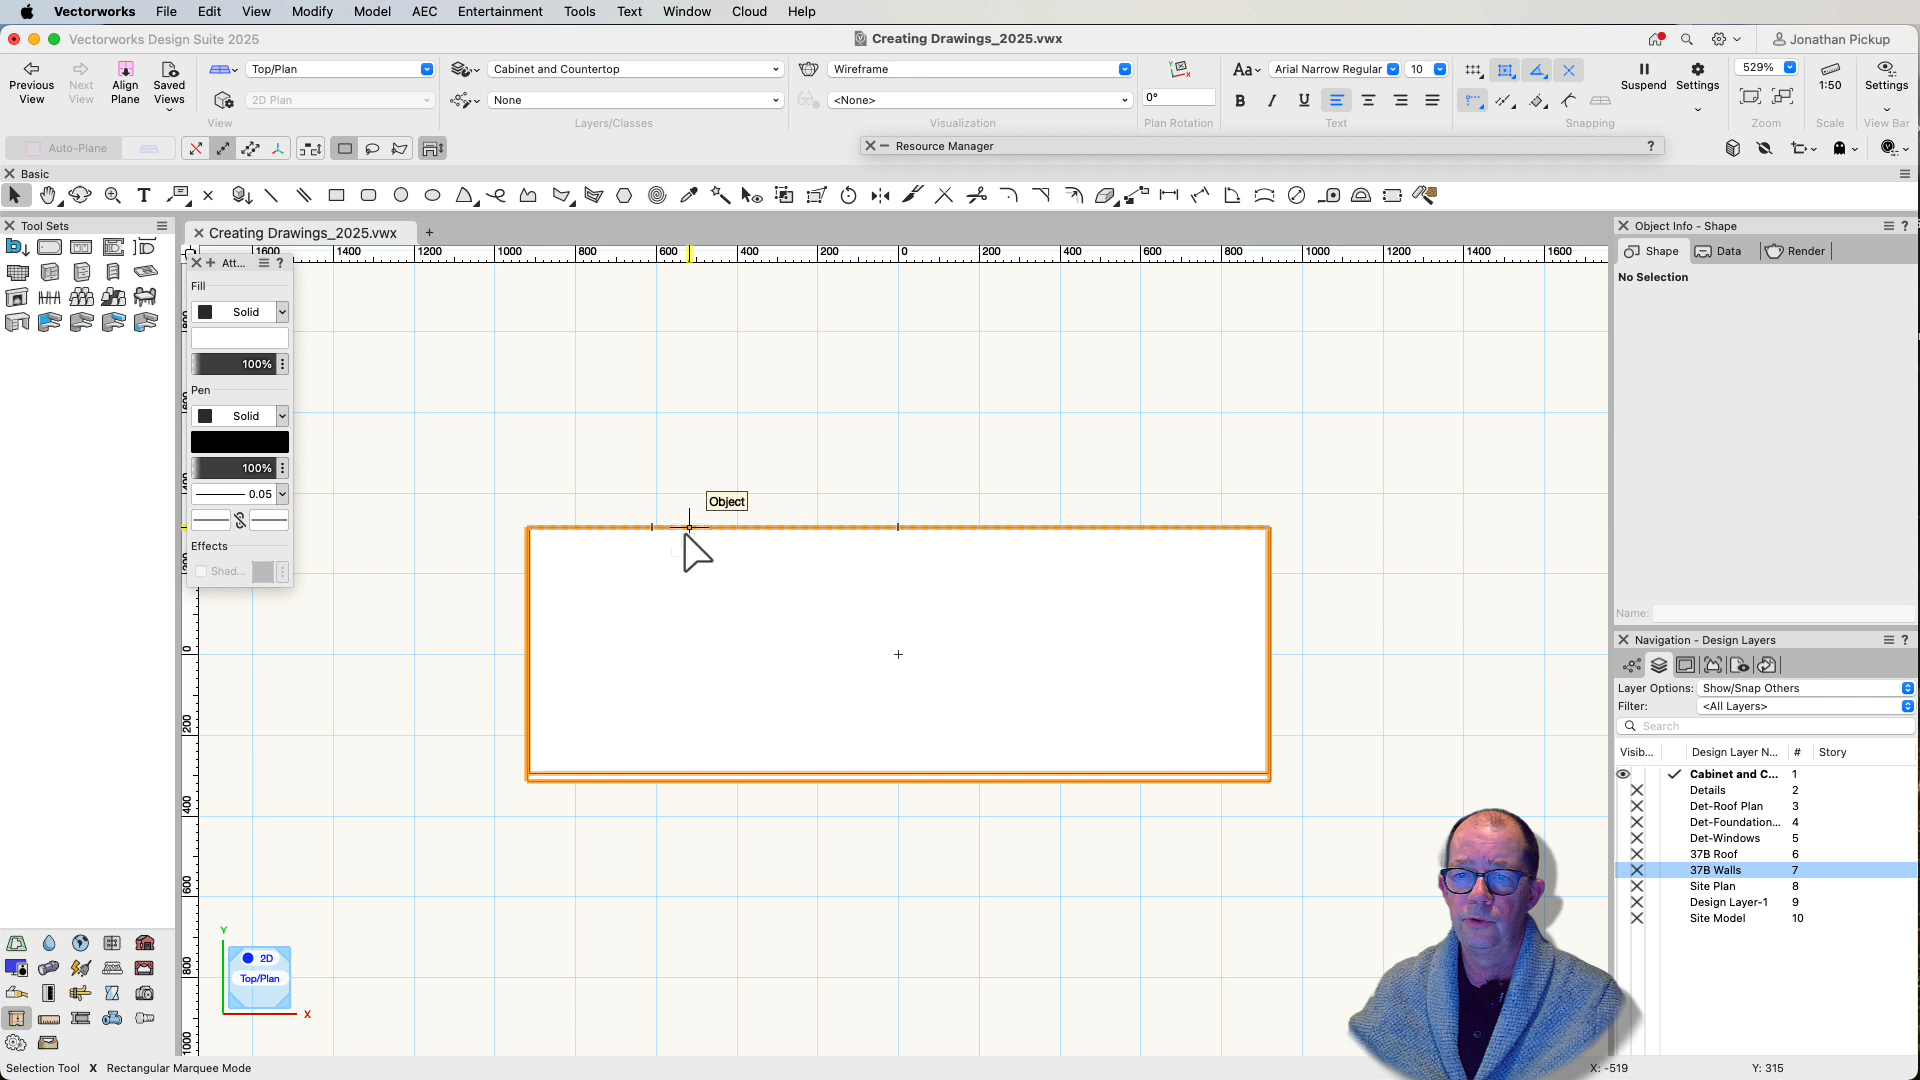 Vectorworks File Edit View Modify Model AEC Entertainment Tools Text Window Cloud Help
Vectorworks Design Suite 2025
Creating Drawings_2025.vwx
Jonathan Pickup
Previous View
Next View
Align Plane
Saved Views
Top/Plan
2D Plan
View
Cabinet and Countertop
None
Layers/Classes
Wireframe
<None>
Visualization
0°
Plan Rotation
Aa
Arial Narrow Regular
10
B I U
Text
Suspend
Settings
Snapping
529%
Zoom
1:50
Scale
Settings
View Bar
Auto-Plane
Resource Manager ?
Basic
Tool Sets
Creating Drawings_2025.vwx
1600 1400 1000 800 600 400 200 0 200 400 600 800 1000 1200 1400 1600
Att... ?
Fill
Solid
100%
Pen
Solid
100%
0.05
Effects
Shad...
0
200
400
600
800
1000
Object
Y
2D
Top/Plan
X
Object Info - Shape ?
Shape Data Render
No Selection
Name:
Navigation - Design Layers ?
Layer Options: Show/Snap Others
Filter: <All Layers>
Search
Visib... Design Layer N... # Story
Cabinet and C... 1
Details 2
Det-Roof Plan 3
Det-Foundation... 4
Det-Windows 5
37B Roof 6
37B Walls 7
Site Plan 8
Design Layer-1 9
Site Model 10
Selection Tool X Rectangular Marquee Mode
X: -519 Y: 315